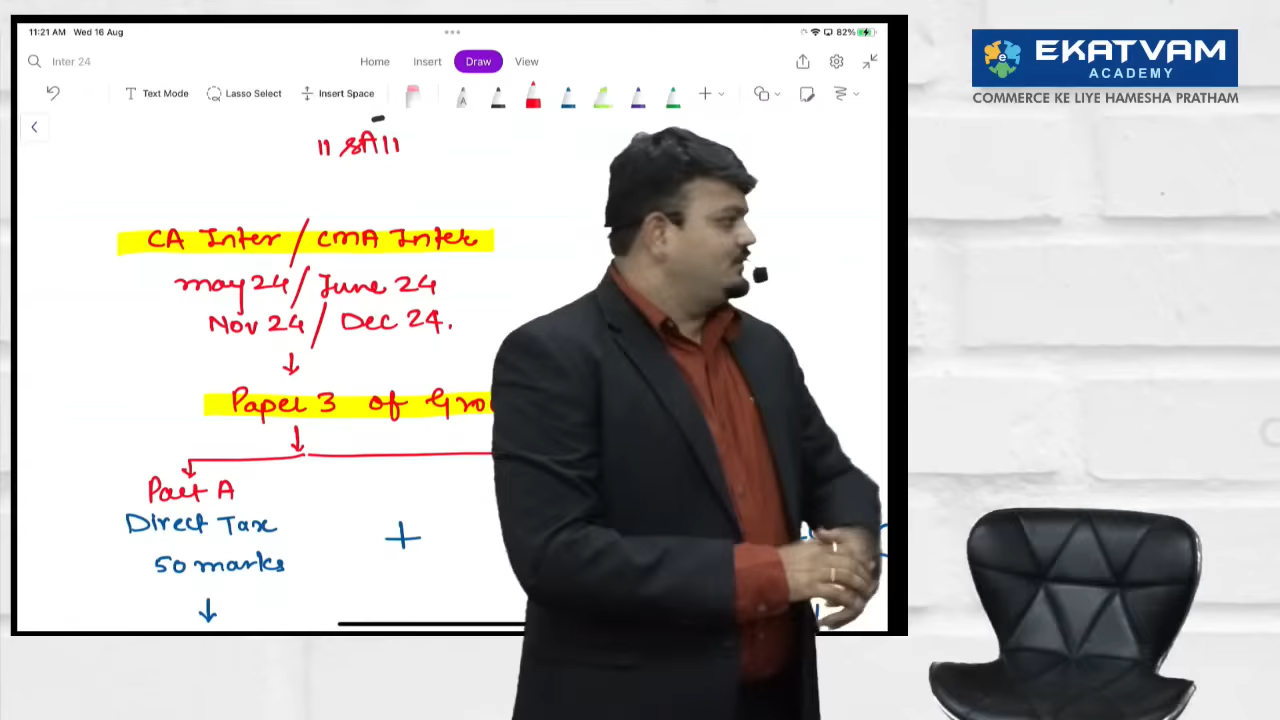 11:21 AM Wed 16 Aug
82%
Inter 24
Home Insert Draw View
Text Mode Lasso Select Insert Space
CA Inter / CMA Inter
May 24 / June 24
Nov 24 / Dec 24.
Paper 3 of Gro
Part A
Direct Tax
50 marks
+
EKATVAM
ACADEMY
COMMERCE KE LIYE HAMESHA PRATHAM